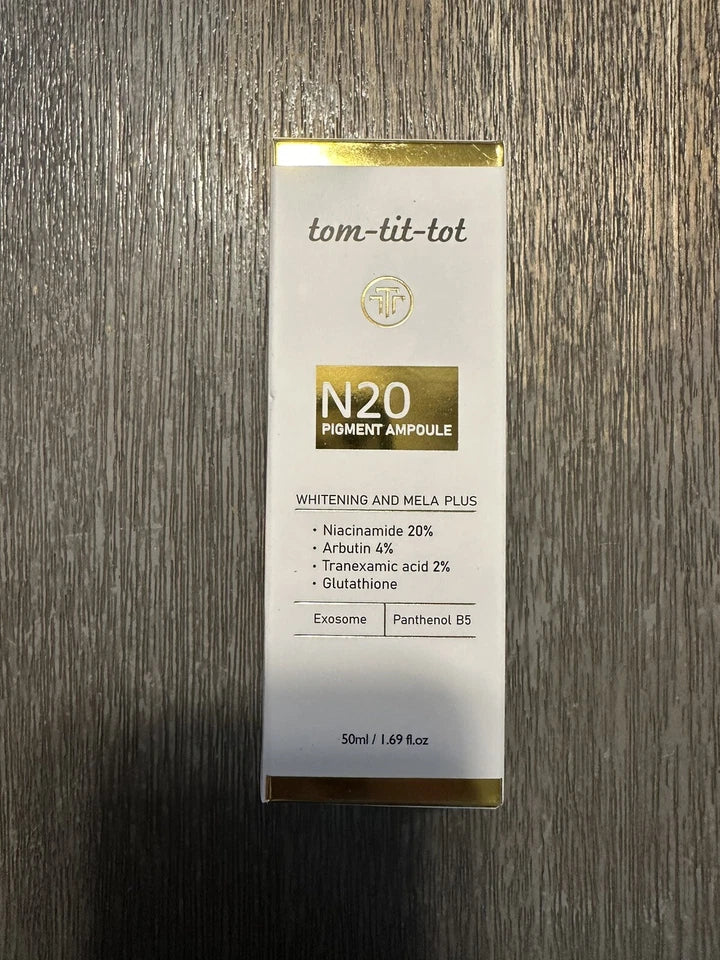 tom-tit-tot
N20
PIGMENT AMPOULE
WHITENING AND MELA PLUS
• Niacinamide 20%
• Arbutin 4%
• Tranexamic acid 2%
• Glutathione
Exosome Panthenol B5
50ml / 1.69 fl.oz